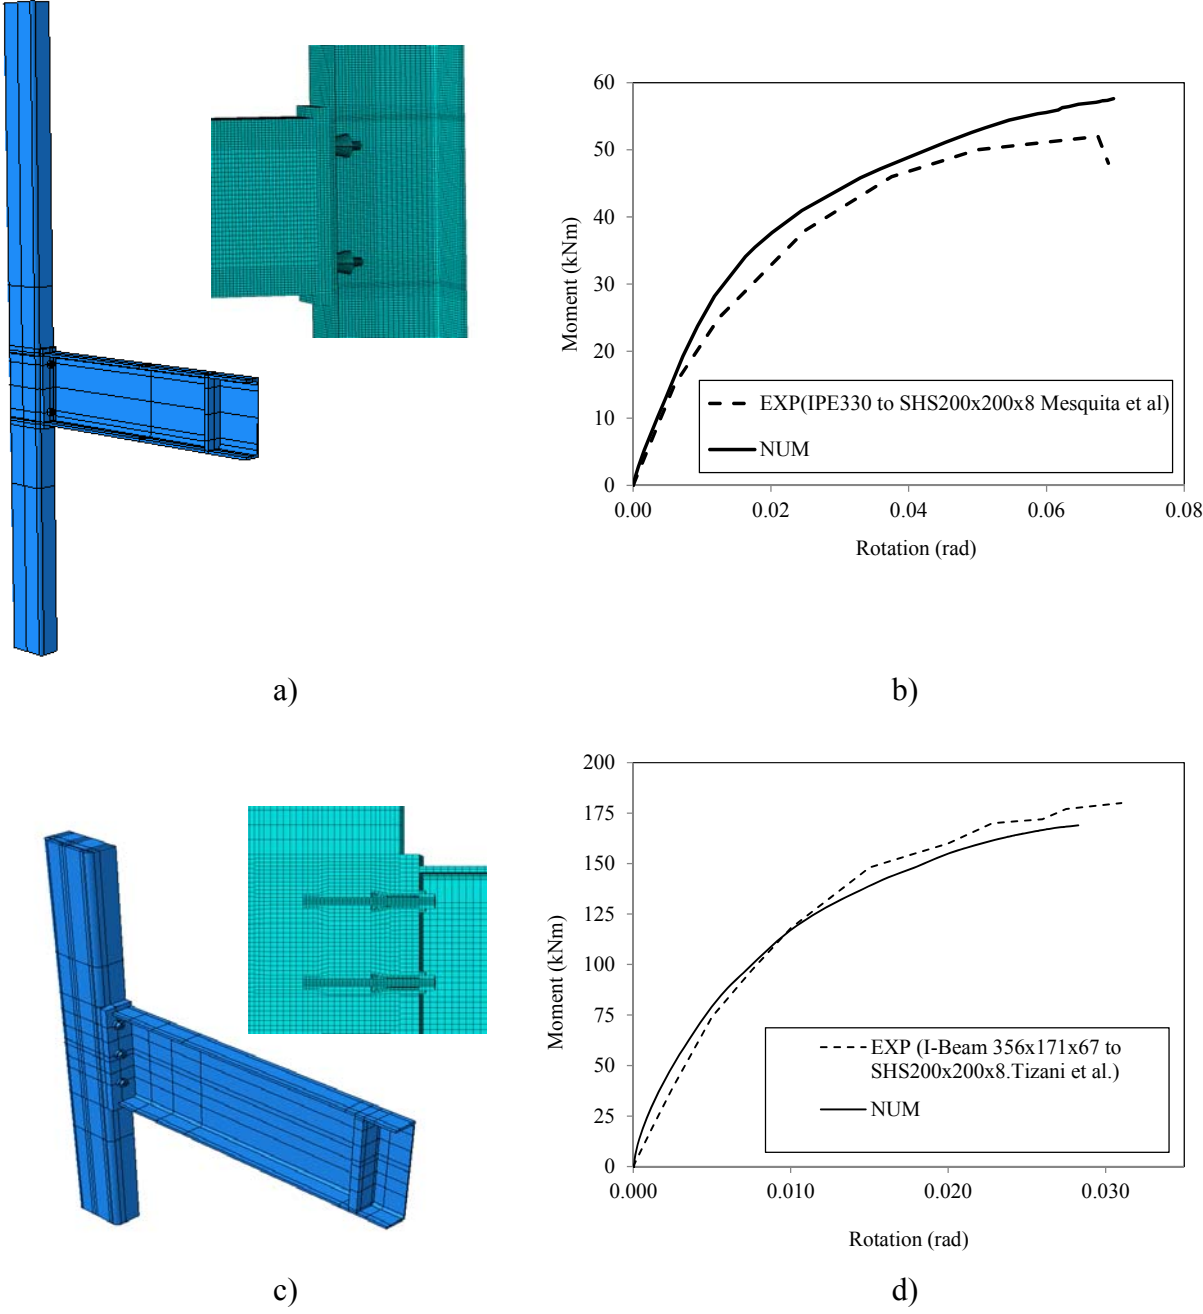 60
50
40
30
20
10
0
Moment (kNm)
EXP(IPE330 to SHS200x200x8 Mesquita et al)
NUM
0.00 0.02 0.04 0.06 0.08
Rotation (rad)
a)
b)
200
175
150
125
100
75
50
25
0
Moment (kNm)
EXP (I-Beam 356x171x67 to
SHS200x200x8.Tizani et al.)
NUM
0.000 0.010 0.020 0.030
Rotation (rad)
c)
d)